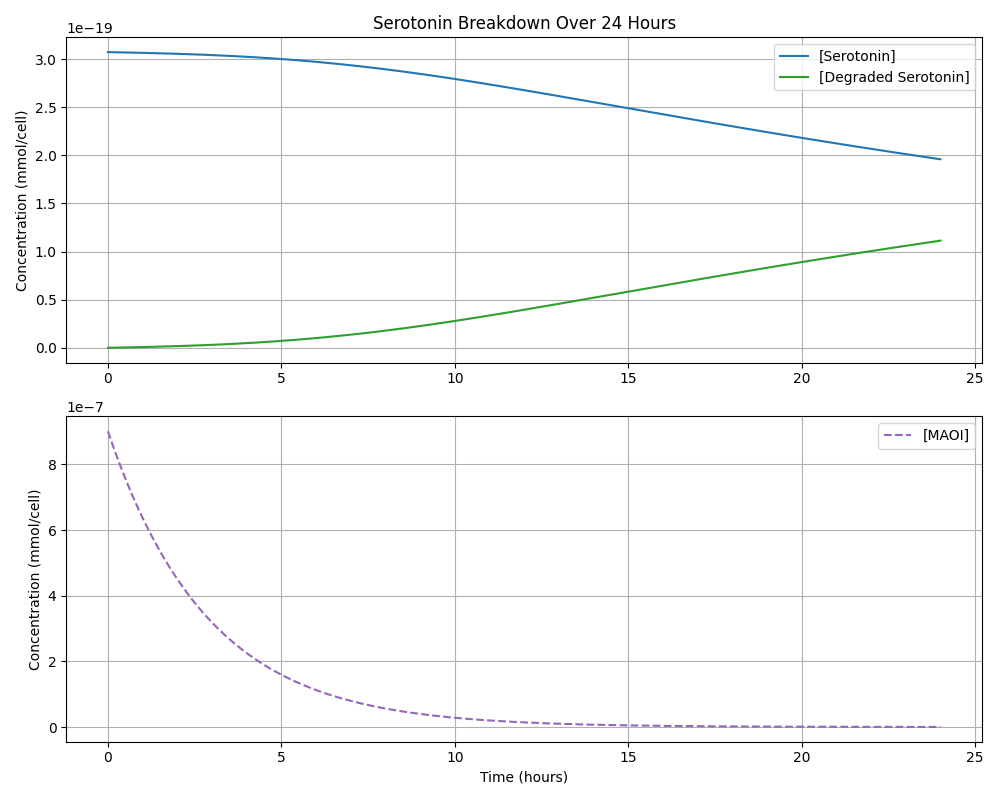 Serotonin Breakdown Over 24 Hours
1e−19
3.0
2.5
2.0
1.5
1.0
0.5
0.0
Concentration (mmol/cell)
[Serotonin]
[Degraded Serotonin]
0 5 10 15 20 25
1e−7
8
6
4
2
0
Concentration (mmol/cell)
[MAOI]
0 5 10 15 20 25
Time (hours)